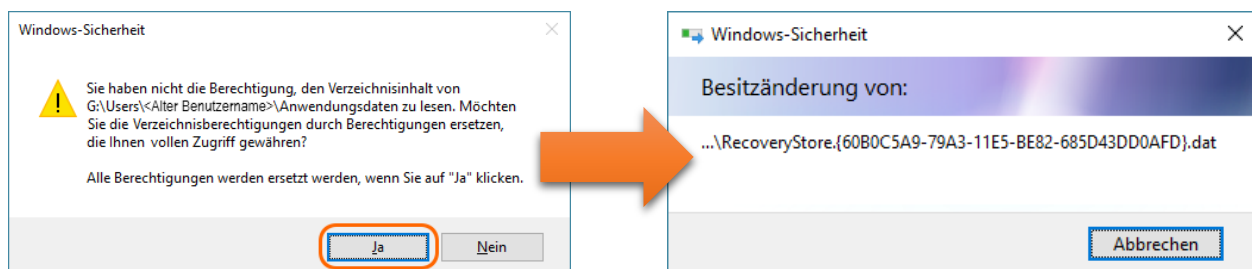 Windows-Sicherheit
Sie haben nicht die Berechtigung, den Verzeichnisinhalt von
G:\Users\<Alter Benutzername>\Anwendungsdaten zu lesen. Möchten
Sie die Verzeichnisberechtigungen durch Berechtigungen ersetzen,
die Ihnen vollen Zugriff gewähren?
Alle Berechtigungen werden ersetzt werden, wenn Sie auf "Ja" klicken.
Ja
Nein
Windows-Sicherheit
Besitzänderung von:
...\RecoveryStore.{60B0C5A9-79A3-11E5-BE82-685D43DD0AFD}.dat
Abbrechen